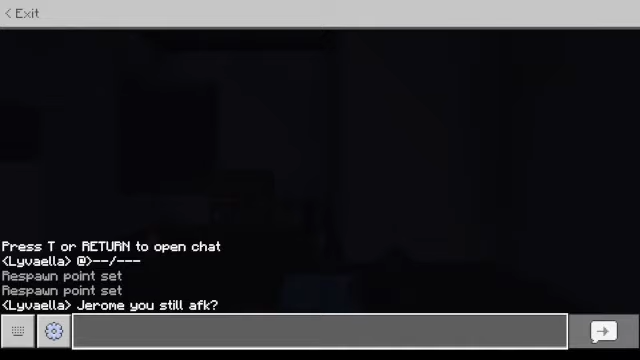 < Exit
Press T or RETURN to open chat
<Lyvaella> @}--/---
Respawn point set
Respawn point set
<Lyvaella> Jerome you still afk?